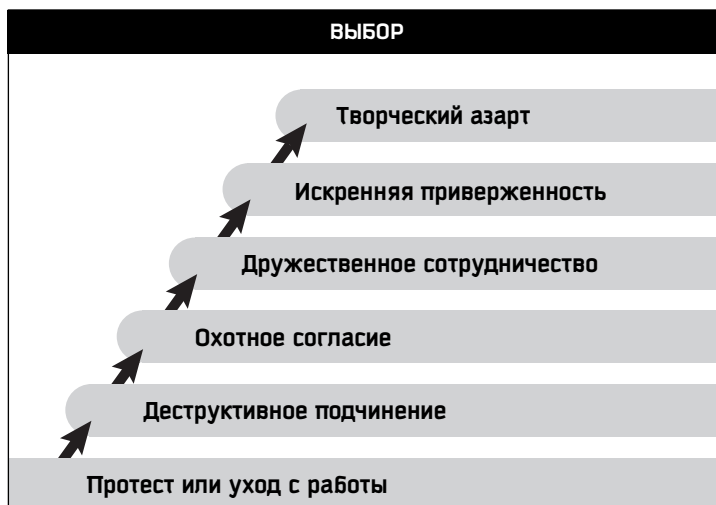 ВЫБОР
Творческий азарт
Искренняя приверженность
Дружественное сотрудничество
Охотное согласие
Деструктивное подчинение
Протест или уход с работы